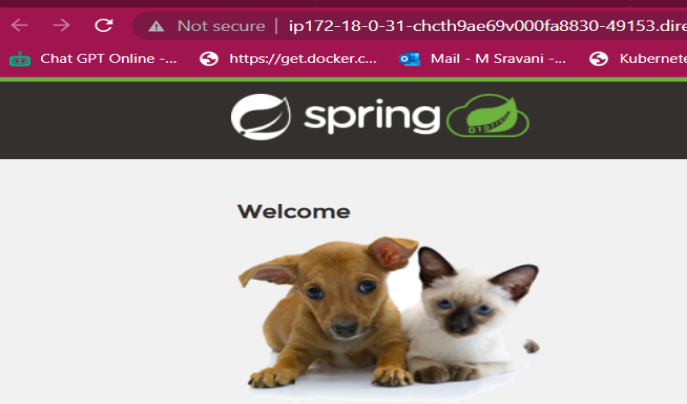 Not secure | ip172-18-0-31-chcth9ae69v000fa8830-49153.dire
Chat GPT Online -... https://get.docker.c... Mail - M Sravani -... Kubernete
spring
Welcome